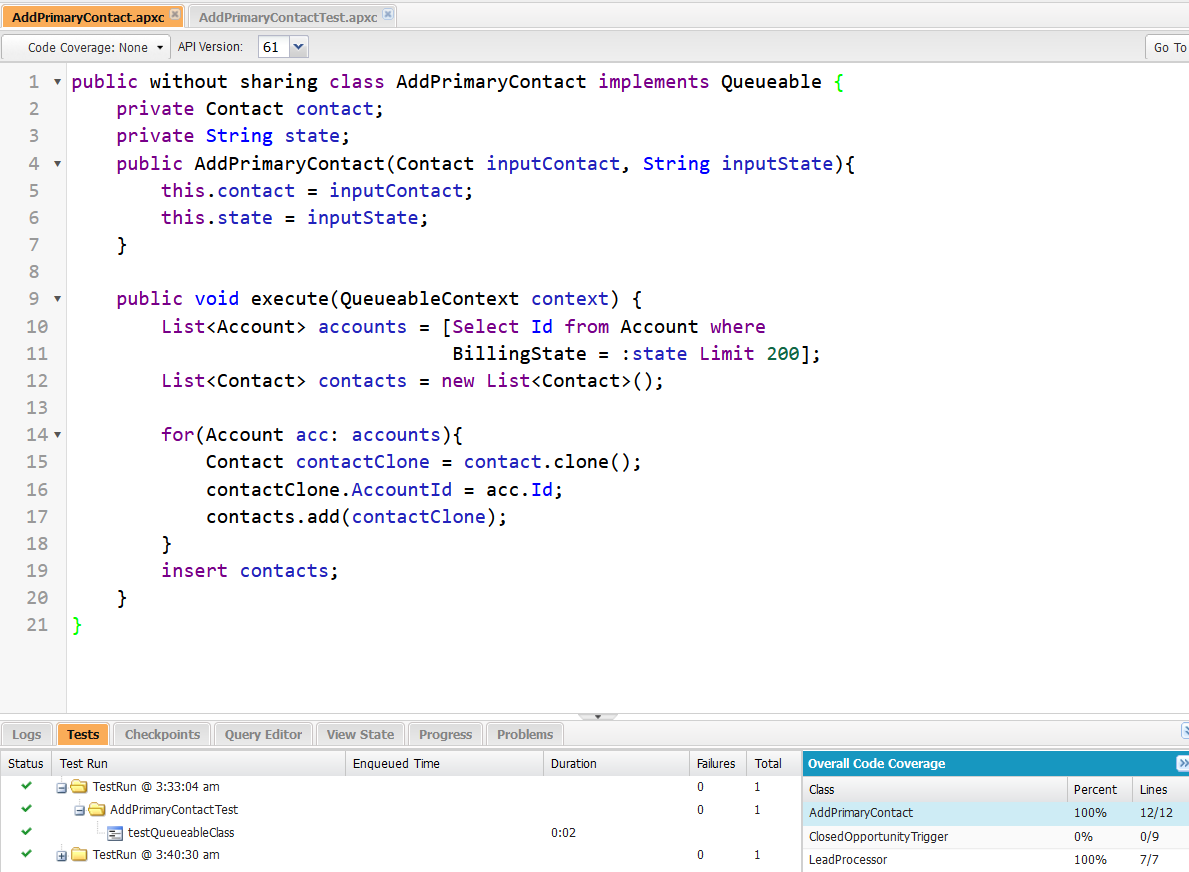 AddPrimaryContact.apxc AddPrimaryContactTest.apxc
Code Coverage: None API Version: 61 Go To
1 public without sharing class AddPrimaryContact implements Queueable {
2 private Contact contact;
3 private String state;
4 public AddPrimaryContact(Contact inputContact, String inputState){
5 this.contact = inputContact;
6 this.state = inputState;
7 }
8
9 public void execute(QueueableContext context) {
10 List<Account> accounts = [Select Id from Account where
11 BillingState = :state Limit 200];
12 List<Contact> contacts = new List<Contact>();
13
14 for(Account acc: accounts){
15 Contact contactClone = contact.clone();
16 contactClone.AccountId = acc.Id;
17 contacts.add(contactClone);
18 }
19 insert contacts;
20 }
21 }
Logs Tests Checkpoints Query Editor View State Progress Problems
Status Test Run Enqueued Time Duration Failures Total Overall Code Coverage
TestRun @ 3:33:04 am 0 1 Class Percent Lines
AddPrimaryContactTest 0 1 AddPrimaryContact 100% 12/12
testQueueableClass 0:02 ClosedOpportunityTrigger 0% 0/9
TestRun @ 3:40:30 am 0 1 LeadProcessor 100% 7/7